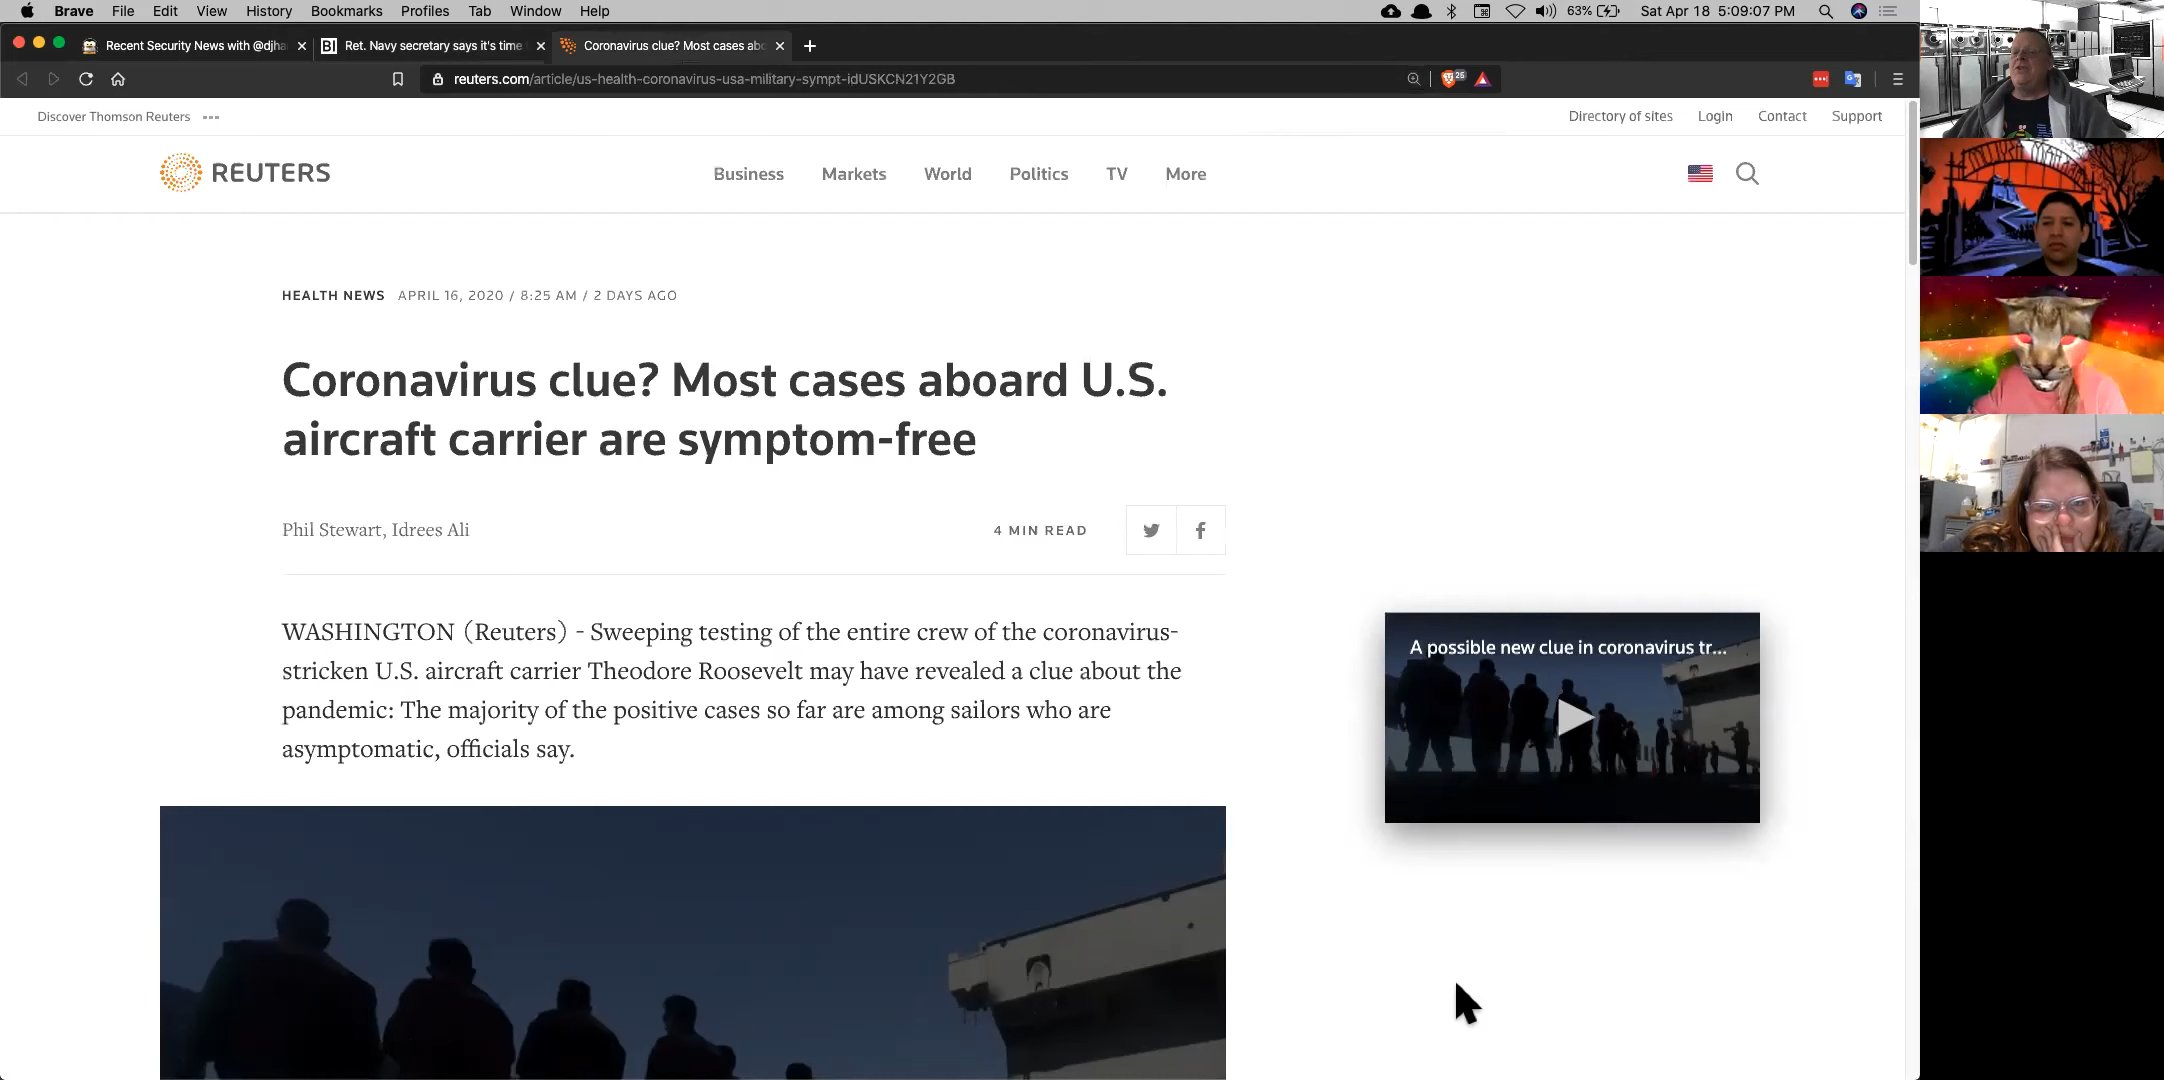 Brave File Edit View History Bookmarks Profiles Tab Window Help 63% Sat Apr 18 5:09:07 PM
Recent Security News with @djha BI Ret. Navy secretary says it's time Coronavirus clue? Most cases abo
reuters.com/article/us-health-coronavirus-usa-military-sympt-idUSKCN21Y2GB 26
Discover Thomson Reuters Directory of sites Login Contact Support
REUTERS Business Markets World Politics TV More
HEALTH NEWS APRIL 16, 2020 / 8:25 AM / 2 DAYS AGO
Coronavirus clue? Most cases aboard U.S.
aircraft carrier are symptom-free
Phil Stewart, Idrees Ali 4 MIN READ
WASHINGTON (Reuters) - Sweeping testing of the entire crew of the coronavirus-
stricken U.S. aircraft carrier Theodore Roosevelt may have revealed a clue about the
pandemic: The majority of the positive cases so far are among sailors who are
asymptomatic, officials say.
A possible new clue in coronavirus tr...